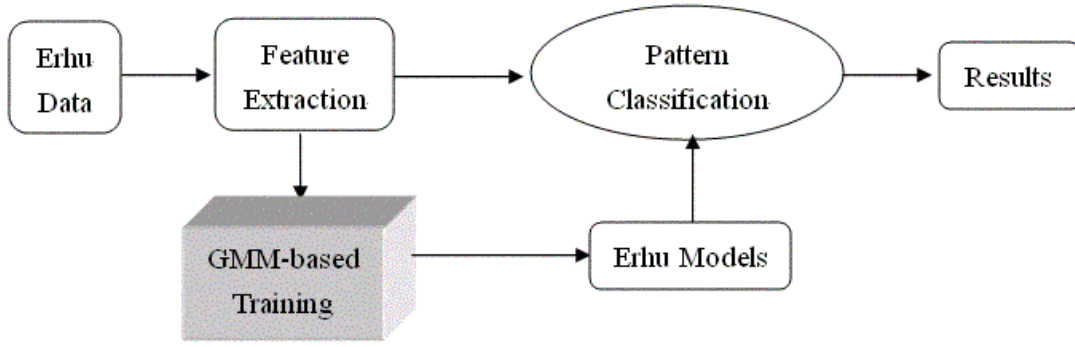 Erhu
Data
Feature
Extraction
Pattern
Classification
Results
GMM-based
Training
Erhu Models